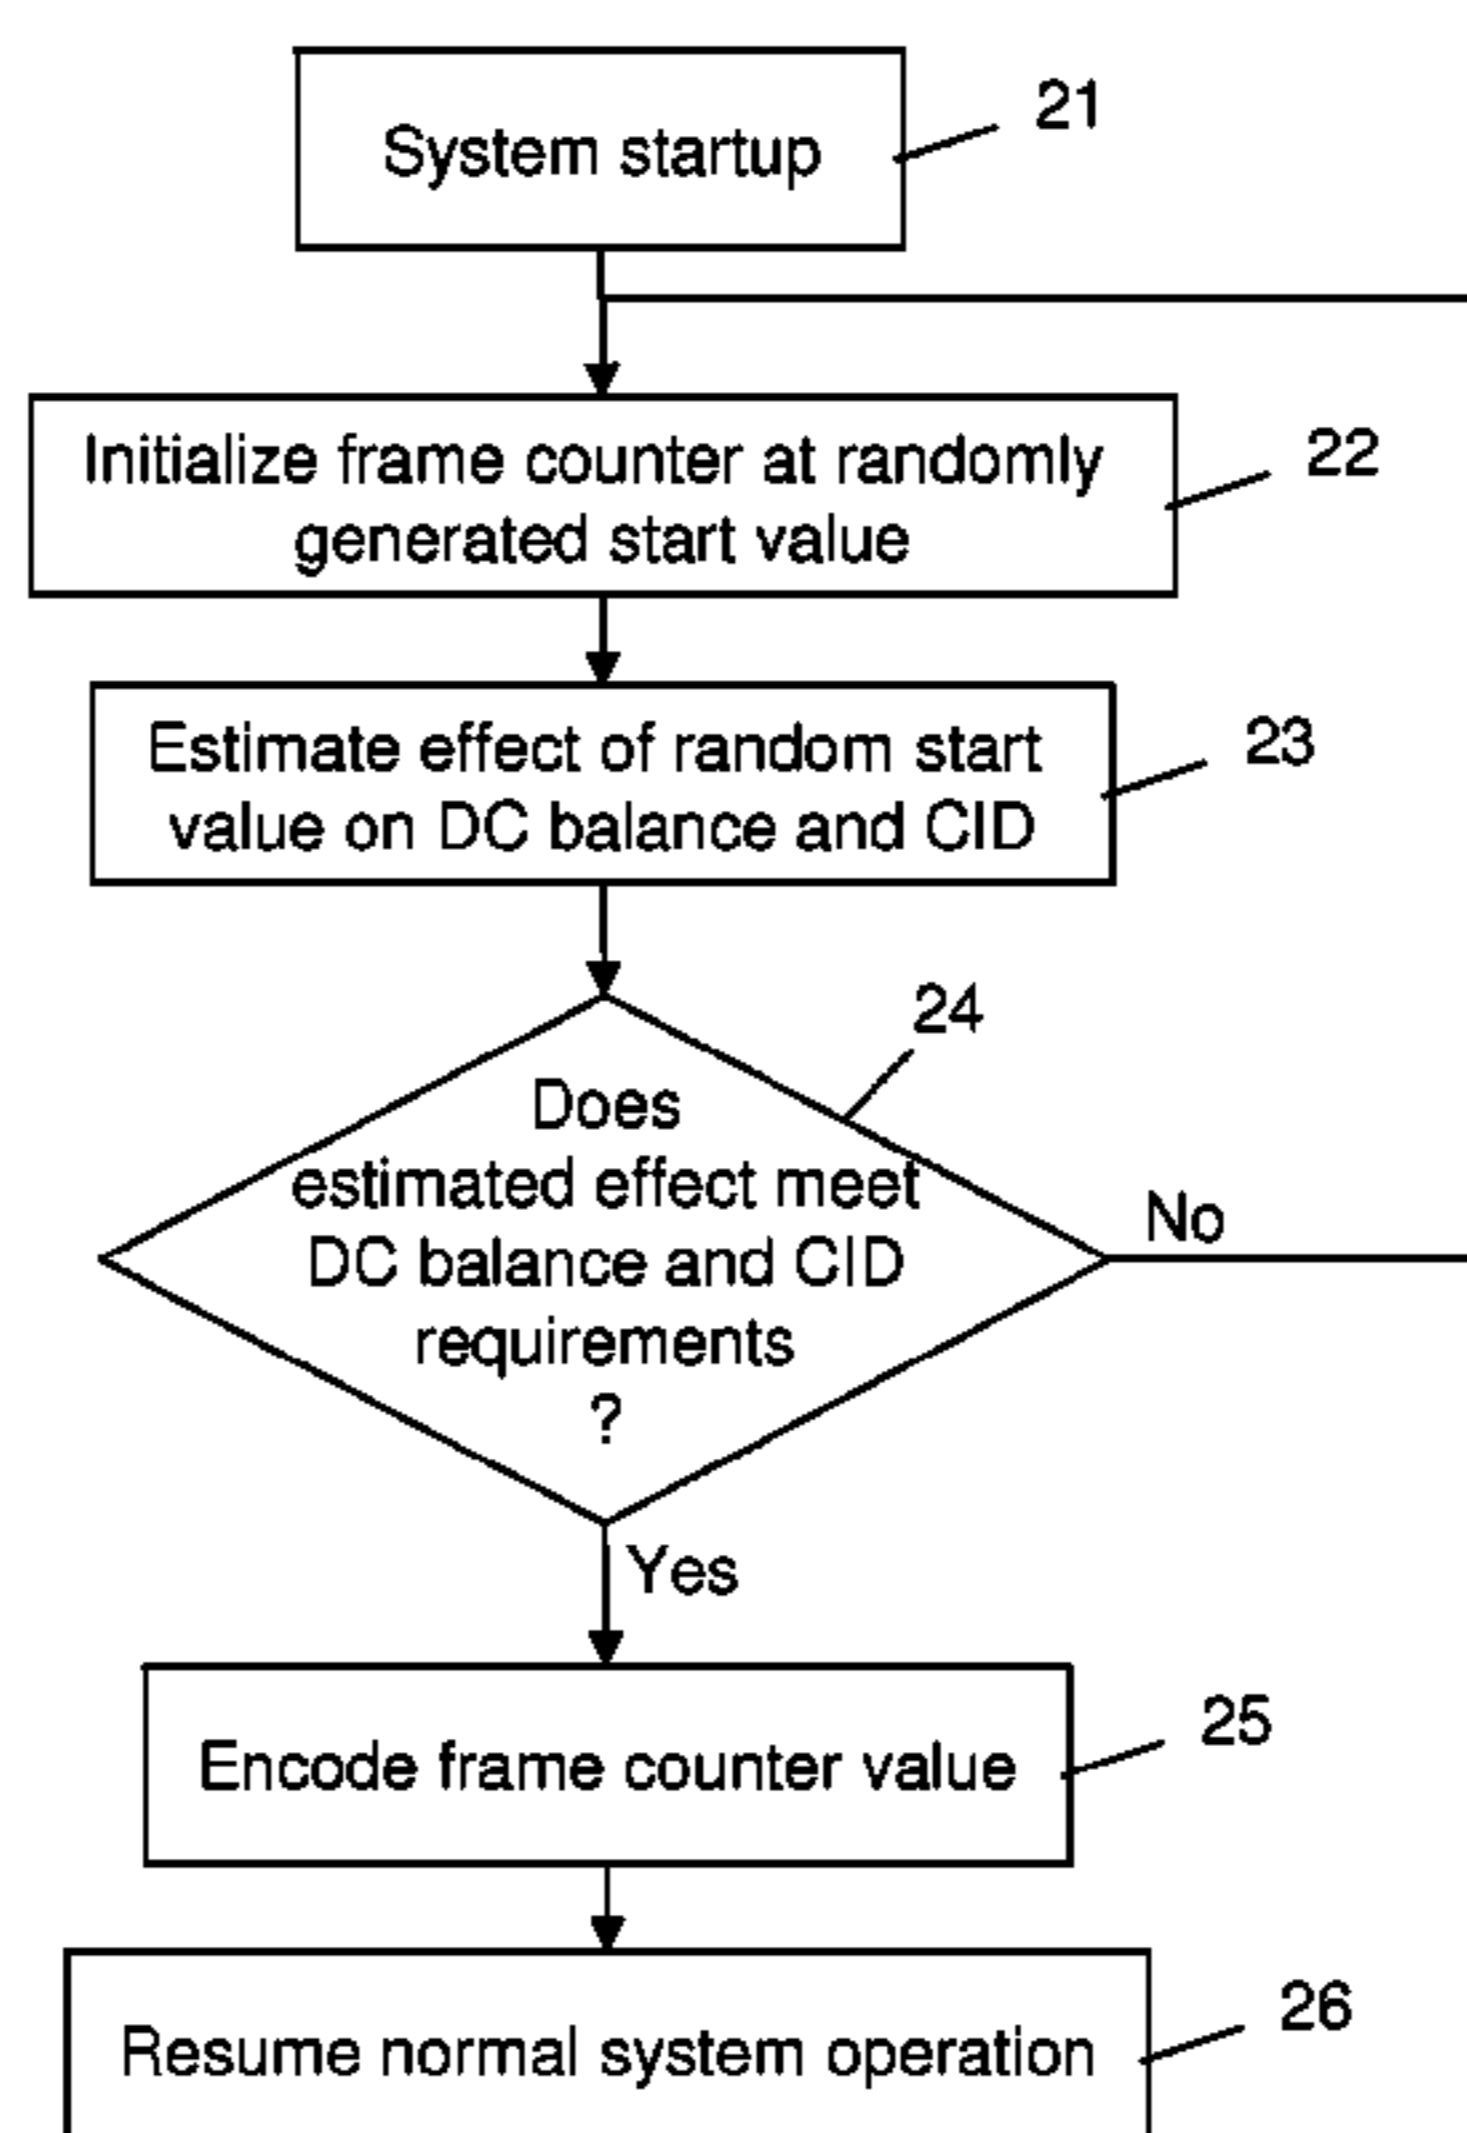 System startup
21
Initialize frame counter at randomly
generated start value
22
Estimate effect of random start
value on DC balance and CID
23
24
Does
estimated effect meet
DC balance and CID
requirements
?
No
Yes
Encode frame counter value
25
Resume normal system operation
26